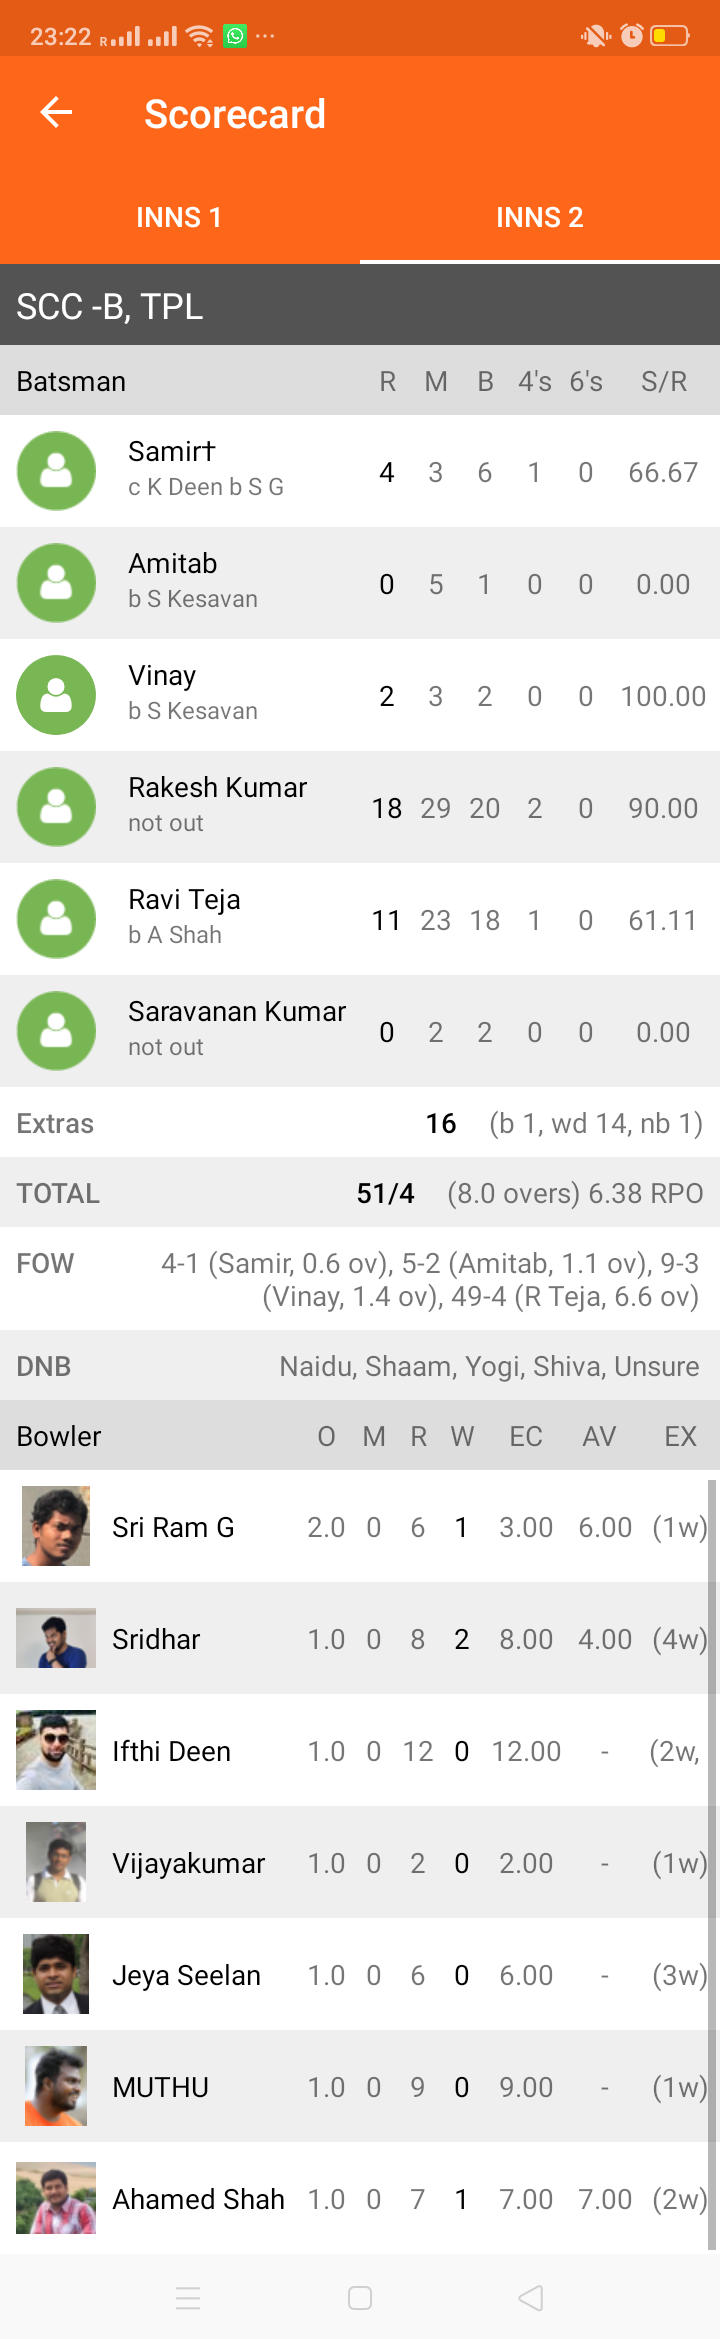 23:22 R
Scorecard
INNS 1 INNS 2
SCC -B, TPL
Batsman R M B 4's 6's S/R
Samir† 4 3 6 1 0 66.67
c K Deen b S G
Amitab 0 5 1 0 0 0.00
b S Kesavan
Vinay 2 3 2 0 0 100.00
b S Kesavan
Rakesh Kumar 18 29 20 2 0 90.00
not out
Ravi Teja 11 23 18 1 0 61.11
b A Shah
Saravanan Kumar 0 2 2 0 0 0.00
not out
Extras 16 (b 1, wd 14, nb 1)
TOTAL 51/4 (8.0 overs) 6.38 RPO
FOW 4-1 (Samir, 0.6 ov), 5-2 (Amitab, 1.1 ov), 9-3
(Vinay, 1.4 ov), 49-4 (R Teja, 6.6 ov)
DNB Naidu, Shaam, Yogi, Shiva, Unsure
Bowler O M R W EC AV EX
Sri Ram G 2.0 0 6 1 3.00 6.00 (1w)
Sridhar 1.0 0 8 2 8.00 4.00 (4w)
Ifthi Deen 1.0 0 12 0 12.00 - (2w,
Vijayakumar 1.0 0 2 0 2.00 - (1w)
Jeya Seelan 1.0 0 6 0 6.00 - (3w)
MUTHU 1.0 0 9 0 9.00 - (1w)
Ahamed Shah 1.0 0 7 1 7.00 7.00 (2w)